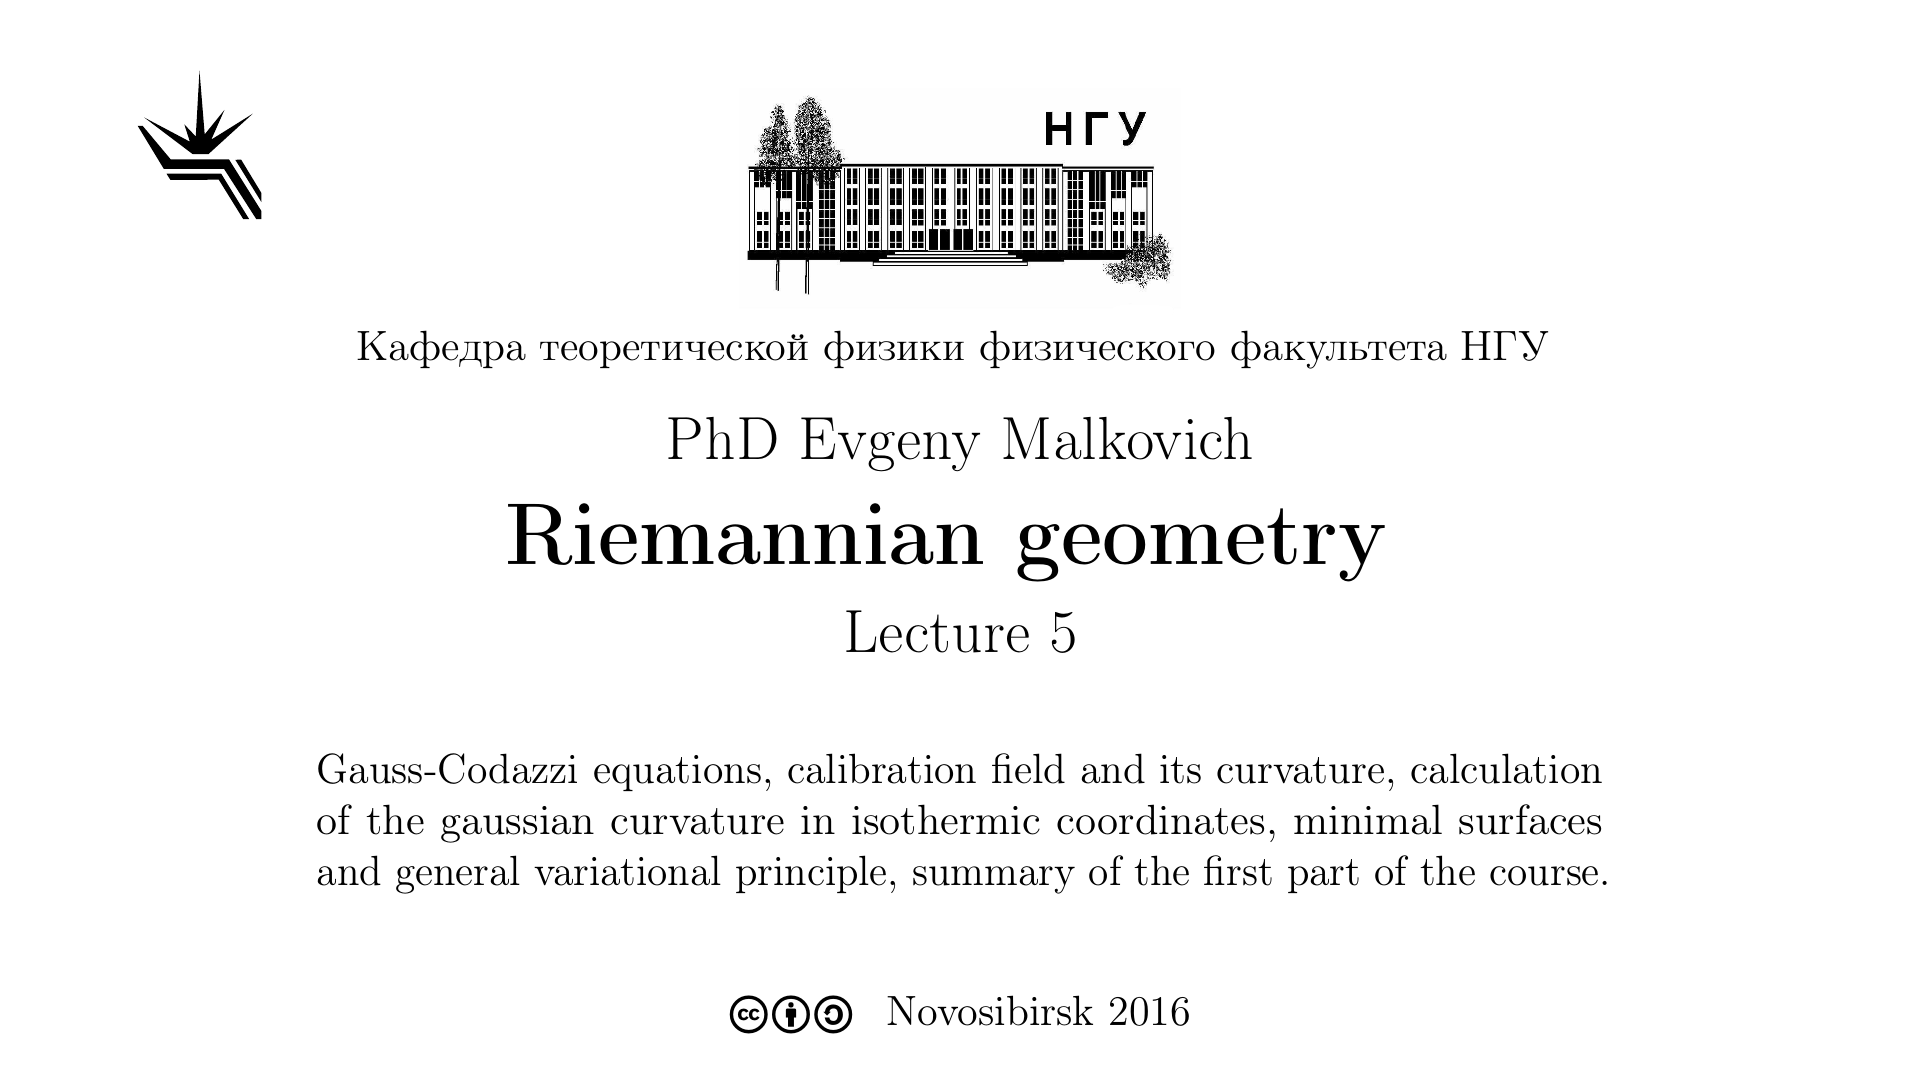 НГУ
Кафедра теоретической физики физического факультета НГУ
PhD Evgeny Malkovich
Riemannian geometry
Lecture 5
Gauss-Codazzi equations, calibration field and its curvature, calculation
of the gaussian curvature in isothermic coordinates, minimal surfaces
and general variational principle, summary of the first part of the course.
cc Novosibirsk 2016